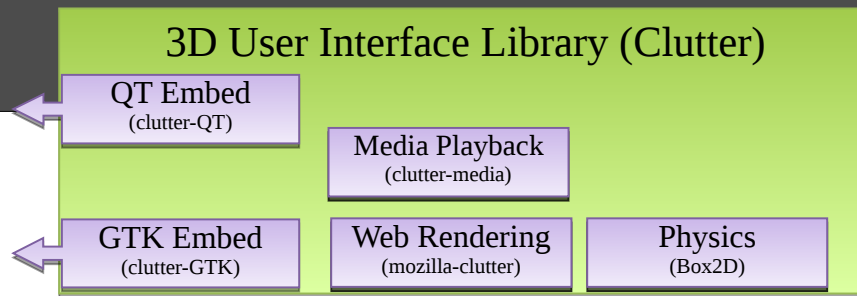 3D User Interface Library (Clutter)
QT Embed
(clutter-QT)
Media Playback
(clutter-media)
GTK Embed
(clutter-GTK)
Web Rendering
(mozilla-clutter)
Physics
(Box2D)